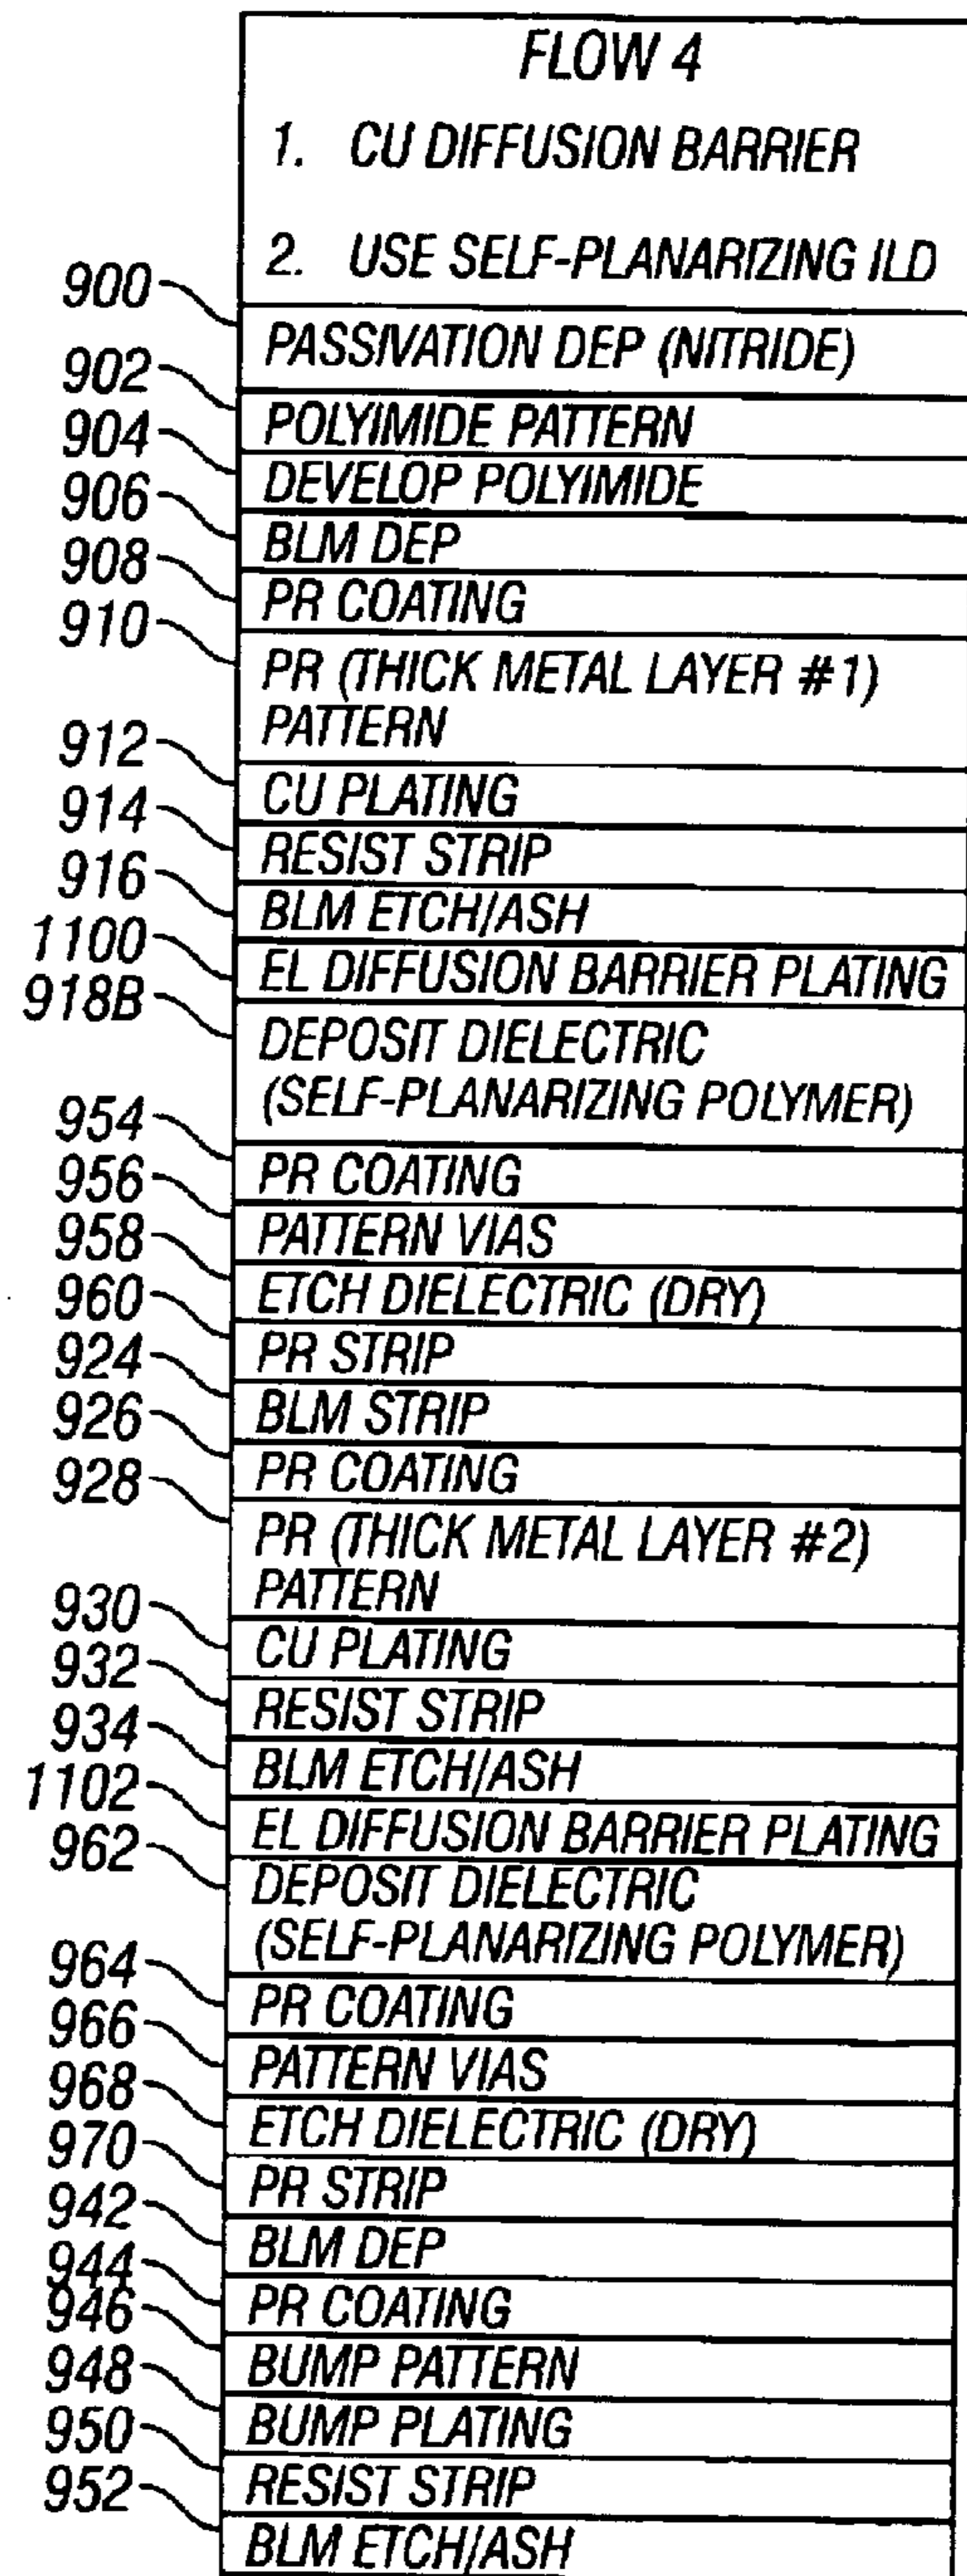 FLOW 4
1. CU DIFFUSION BARRIER
2. USE SELF-PLANARIZING ILD
900 PASSIVATION DEP (NITRIDE)
902 POLYIMIDE PATTERN
904 DEVELOP POLYIMIDE
906 BLM DEP
908 PR COATING
910 PR (THICK METAL LAYER #1)
PATTERN
912 CU PLATING
914 RESIST STRIP
916 BLM ETCH/ASH
1100 EL DIFFUSION BARRIER PLATING
918B DEPOSIT DIELECTRIC
(SELF-PLANARIZING POLYMER)
954 PR COATING
956 PATTERN VIAS
958 ETCH DIELECTRIC (DRY)
960 PR STRIP
924 BLM STRIP
926 PR COATING
928 PR (THICK METAL LAYER #2)
PATTERN
930 CU PLATING
932 RESIST STRIP
934 BLM ETCH/ASH
1102 EL DIFFUSION BARRIER PLATING
962 DEPOSIT DIELECTRIC
(SELF-PLANARIZING POLYMER)
964 PR COATING
966 PATTERN VIAS
968 ETCH DIELECTRIC (DRY)
970 PR STRIP
942 BLM DEP
944 PR COATING
946 BUMP PATTERN
948 BUMP PLATING
950 RESIST STRIP
952 BLM ETCH/ASH